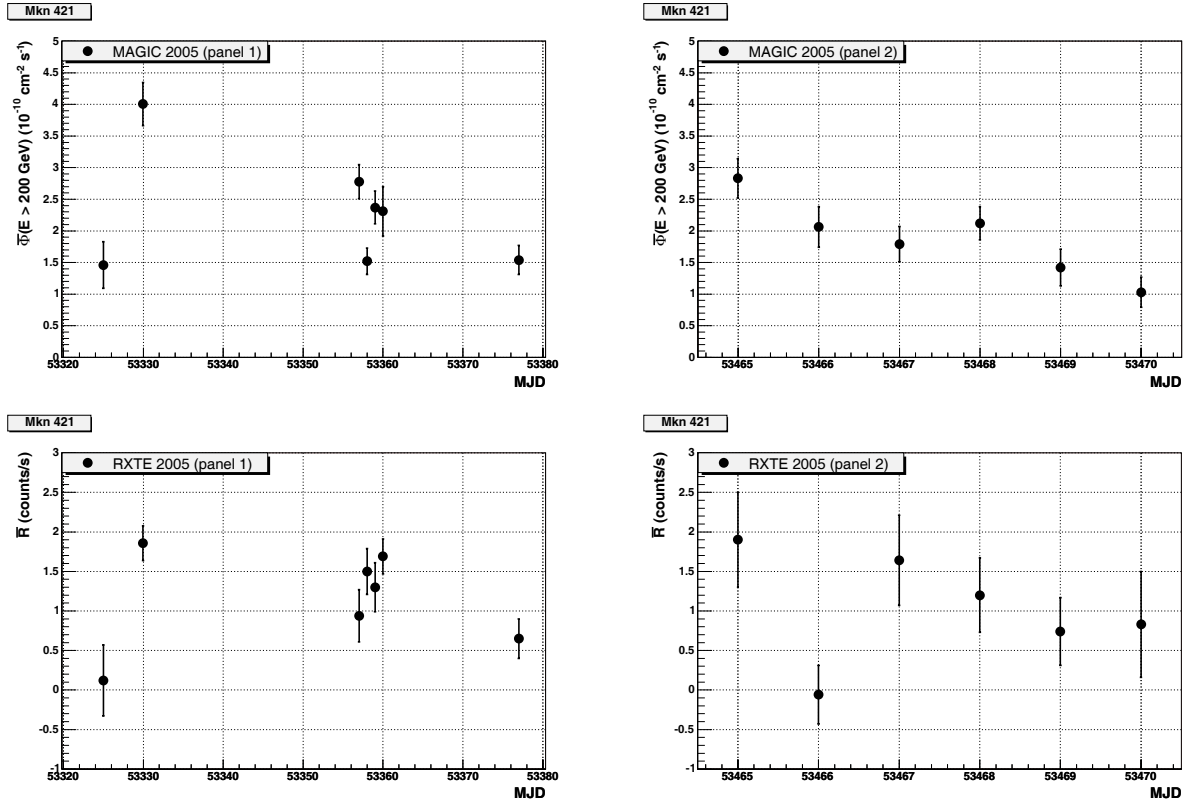 Mkn 421
MAGIC 2005 (panel 1)
Φ̅(E > 200 GeV) (10⁻¹⁰ cm⁻² s⁻¹)
5
4.5
4
3.5
3
2.5
2
1.5
1
0.5
0
53320 53330 53340 53350 53360 53370 53380
MJD
Mkn 421
MAGIC 2005 (panel 2)
Φ̅(E > 200 GeV) (10⁻¹⁰ cm⁻² s⁻¹)
5
4.5
4
3.5
3
2.5
2
1.5
1
0.5
0
53465 53466 53467 53468 53469 53470
MJD
Mkn 421
RXTE 2005 (panel 1)
R̅ (counts/s)
3
2.5
2
1.5
1
0.5
0
-0.5
-1
53320 53330 53340 53350 53360 53370 53380
MJD
Mkn 421
RXTE 2005 (panel 2)
R̅ (counts/s)
3
2.5
2
1.5
1
0.5
0
-0.5
-1
53465 53466 53467 53468 53469 53470
MJD